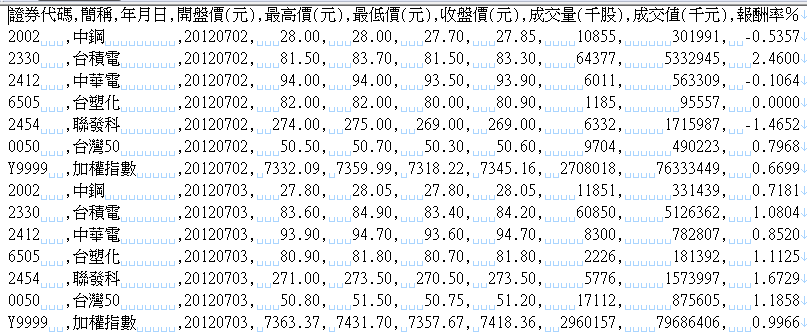 證券代碼,簡稱,年月日,開盤價(元),最高價(元),最低價(元),收盤價(元),成交量(千股),成交值(千元),報酬率%
2002 ,中鋼 ,20120702, 28.00, 28.00, 27.70, 27.85, 10855, 301991, -0.5357
2330 ,台積電 ,20120702, 81.50, 83.70, 81.50, 83.30, 64377, 5332945, 2.4600
2412 ,中華電 ,20120702, 94.00, 94.00, 93.00, 93.90, 6011, 563309, -0.1064
6505 ,台塑化 ,20120702, 82.00, 82.00, 80.00, 80.90, 1185, 95557, 0.0000
2454 ,聯發科 ,20120702, 274.00, 275.00, 269.00, 269.00, 6332, 1715987, -1.4652
0050 ,台灣50 ,20120702, 50.50, 50.70, 50.30, 50.60, 9704, 490223, 0.7968
Y9999 ,加權指數 ,20120702, 7332.09, 7359.99, 7318.22, 7345.16, 2708018, 76333449, 0.6699
2002 ,中鋼 ,20120703, 27.80, 28.05, 27.80, 28.05, 11851, 331439, 0.7181
2330 ,台積電 ,20120703, 83.60, 84.90, 83.40, 84.20, 60850, 5126362, 1.0804
2412 ,中華電 ,20120703, 93.90, 94.70, 93.60, 94.70, 8300, 782807, 0.8520
6505 ,台塑化 ,20120703, 80.90, 81.80, 80.70, 81.80, 2226, 181392, 1.1125
2454 ,聯發科 ,20120703, 271.00, 273.50, 270.50, 273.50, 5776, 1573997, 1.6729
0050 ,台灣50 ,20120703, 50.80, 51.50, 50.75, 51.20, 17112, 875605, 1.1858
Y9999 ,加權指數 ,20120703, 7363.37, 7431.70, 7357.67, 7418.36, 2960157, 79686406, 0.9966